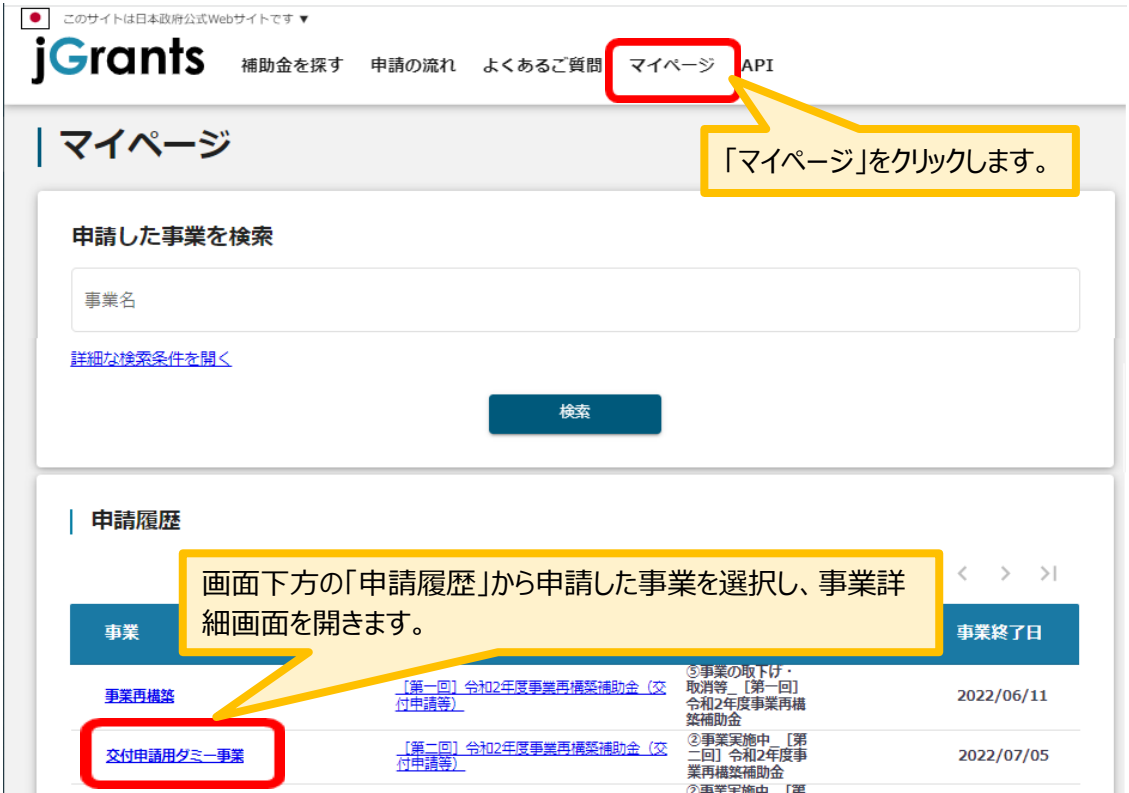 このサイトは日本政府公式Webサイトです ▼
jGrants 補助金を探す 申請の流れ よくあるご質問 マイページ API
マイページ
「マイページ」をクリックします。
申請した事業を検索
事業名
詳細な検索条件を開く
検索
申請履歴
画面下方の「申請履歴」から申請した事業を選択し、事業詳
細画面を開きます。
< > >|
事業 事業終了日
事業再構築
［第一回］令和2年度事業再構築補助金（交
付申請等）
⑤事業の取下げ・
取消等_［第一回］
令和2年度事業再構
築補助金
2022/06/11
交付申請用ダミー事業
［第二回］令和2年度事業再構築補助金（交
付申請等）
②事業実施中_［第
二回］令和2年度事
業再構築補助金
2022/07/05
②事業実施中_［第